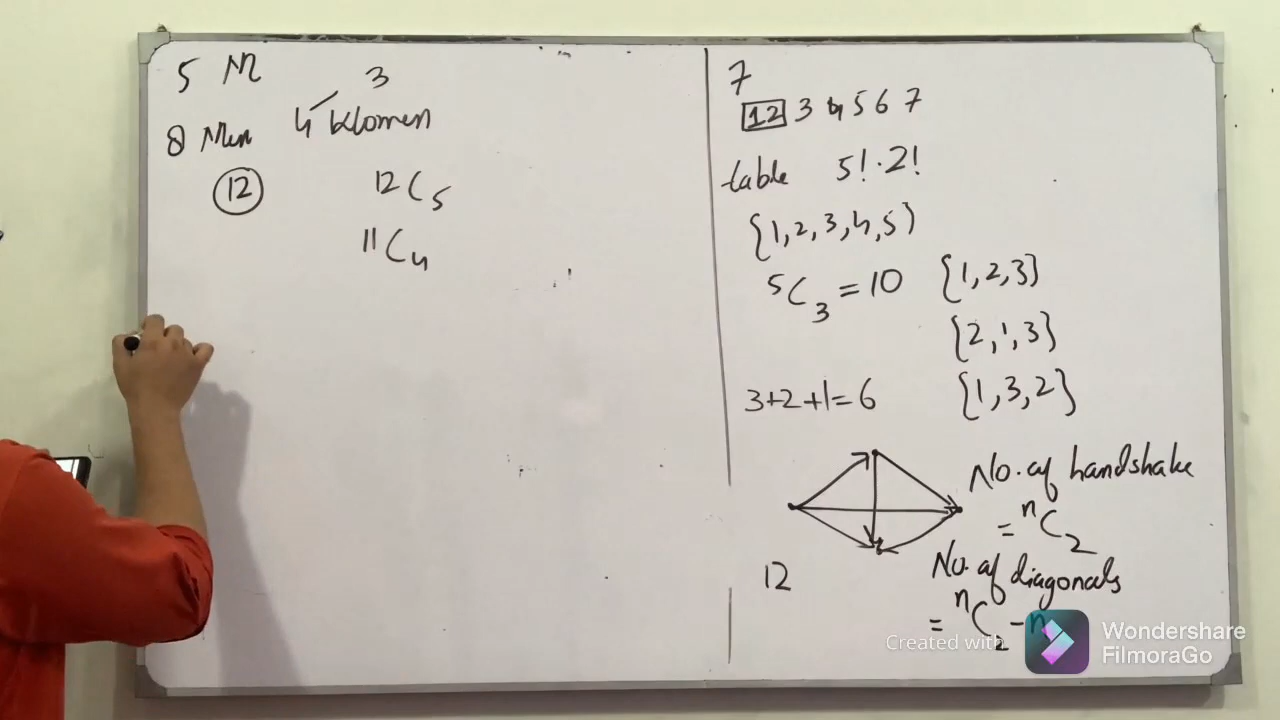 5 M 3
8 Men 4 Women
12
12C5
11C4
7
12 3 4 5 6 7
table 5!·2!
{1,2,3,4,5)
5C3 = 10 {1,2,3}
{2,1,3}
3+2+1=6 {1,3,2}
No. of handshake
= nC2
12
No. of diagonals
= nC2 - n
Created with
Wondershare
FilmoraGo